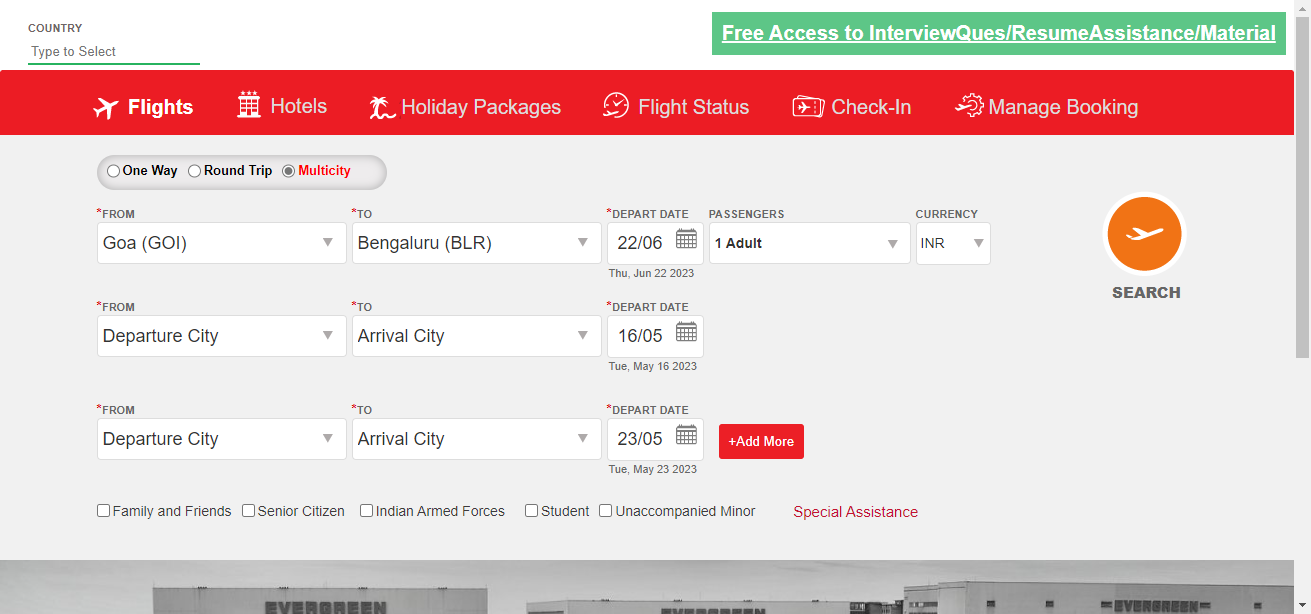 COUNTRY
Type to Select
Free Access to InterviewQues/ResumeAssistance/Material
Flights Hotels Holiday Packages Flight Status Check-In Manage Booking
One Way Round Trip Multicity
*FROM *TO *DEPART DATE PASSENGERS CURRENCY
Goa (GOI) Bengaluru (BLR) 22/06 1 Adult INR
Thu, Jun 22 2023
SEARCH
*FROM *TO *DEPART DATE
Departure City Arrival City 16/05
Tue, May 16 2023
*FROM *TO *DEPART DATE
Departure City Arrival City 23/05 +Add More
Tue, May 23 2023
Family and Friends Senior Citizen Indian Armed Forces Student Unaccompanied Minor Special Assistance
EVERGREEN EVERGREEN EVERGREEN